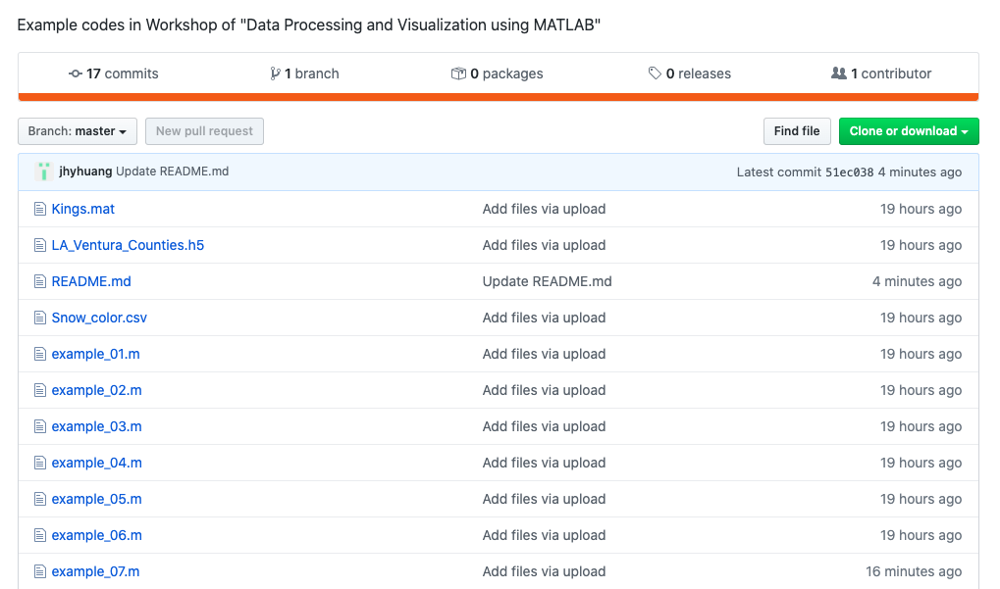 Example codes in Workshop of "Data Processing and Visualization using MATLAB"
17 commits 1 branch 0 packages 0 releases 1 contributor
Branch: master New pull request Find file Clone or download
jhyhuang Update README.md Latest commit 51ec038 4 minutes ago
Kings.mat Add files via upload 19 hours ago
LA_Ventura_Counties.h5 Add files via upload 19 hours ago
README.md Update README.md 4 minutes ago
Snow_color.csv Add files via upload 19 hours ago
example_01.m Add files via upload 19 hours ago
example_02.m Add files via upload 19 hours ago
example_03.m Add files via upload 19 hours ago
example_04.m Add files via upload 19 hours ago
example_05.m Add files via upload 19 hours ago
example_06.m Add files via upload 19 hours ago
example_07.m Add files via upload 16 minutes ago